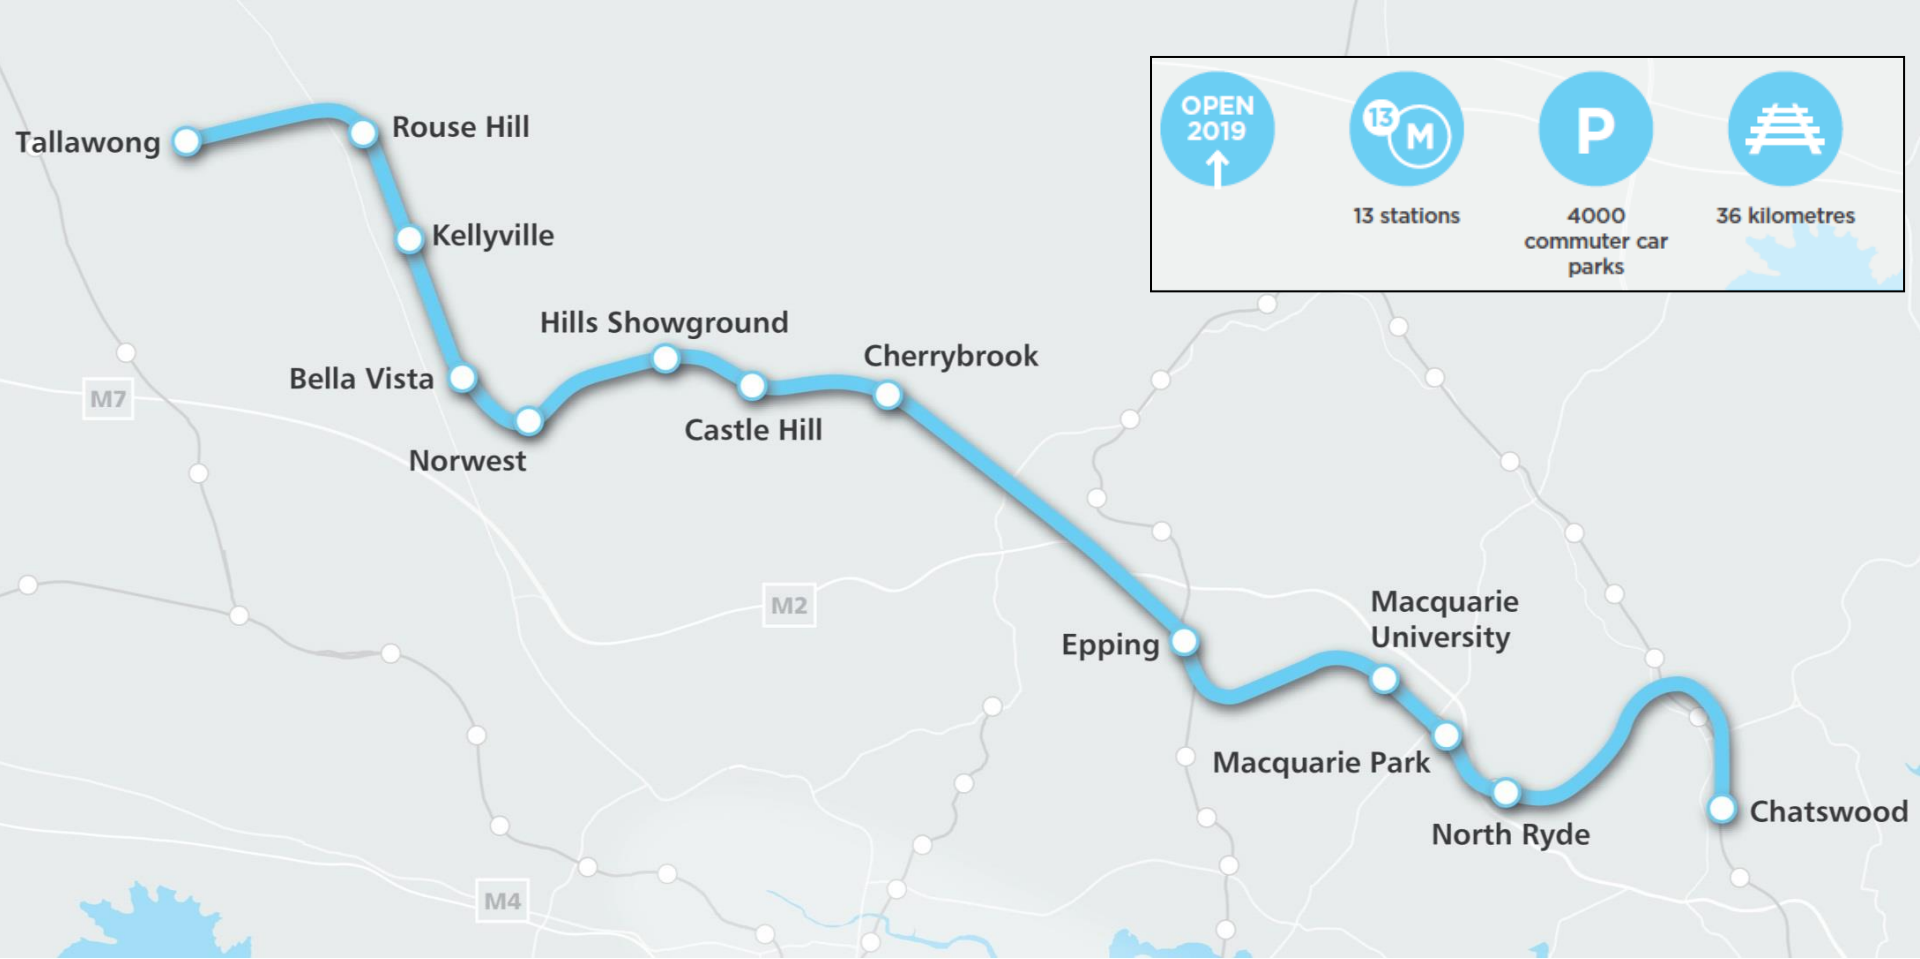 OPEN
2019
13
M
P
13 stations
4000
commuter car
parks
36 kilometres
Tallawong
Rouse Hill
Kellyville
Hills Showground
Bella Vista
Cherrybrook
M7
Castle Hill
Norwest
M2
Macquarie
University
Epping
Macquarie Park
Chatswood
North Ryde
M4